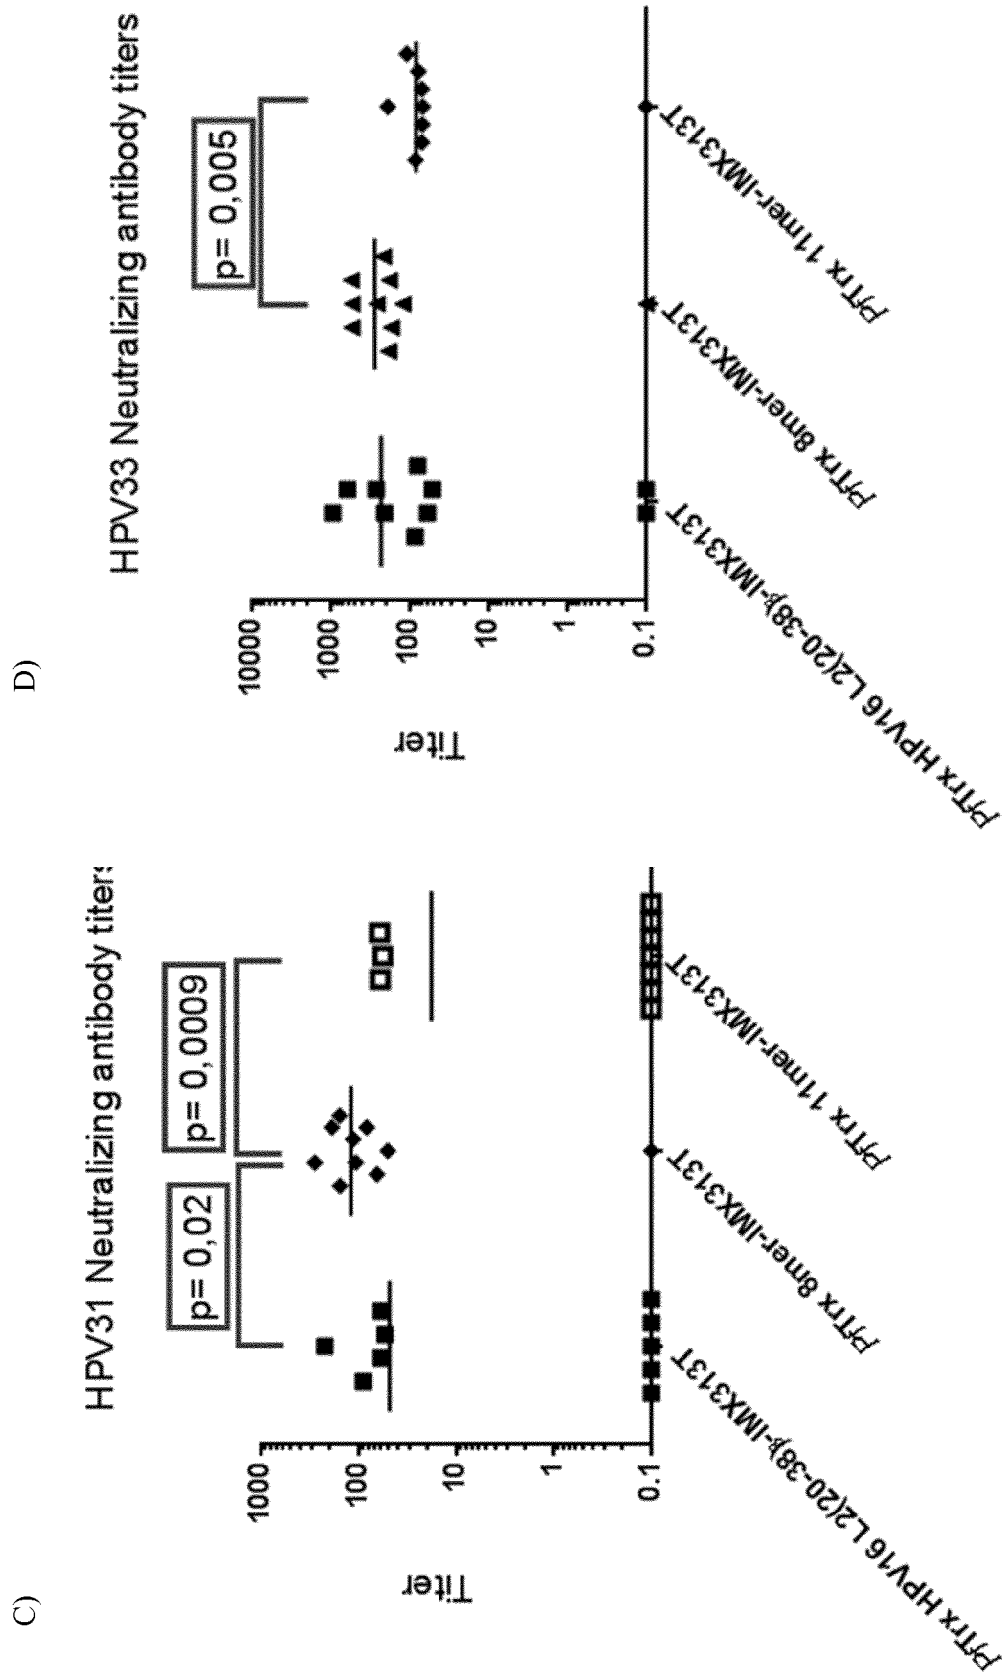 C)
HPV31 Neutralizing antibody titers
p= 0,02
p= 0,0009
1000
100
10
1
0.1
Titer
PfTrx HPV16 L2(20-38)₃-IMX313T
PfTrx 8mer-IMX313T
PfTrx 11mer-IMX313T
D)
HPV33 Neutralizing antibody titers
p= 0,005
10000
1000
100
10
1
0.1
Titer
PfTrx HPV16 L2(20-38)₃-IMX313T
PfTrx 8mer-IMX313T
PfTrx 11mer-IMX313T